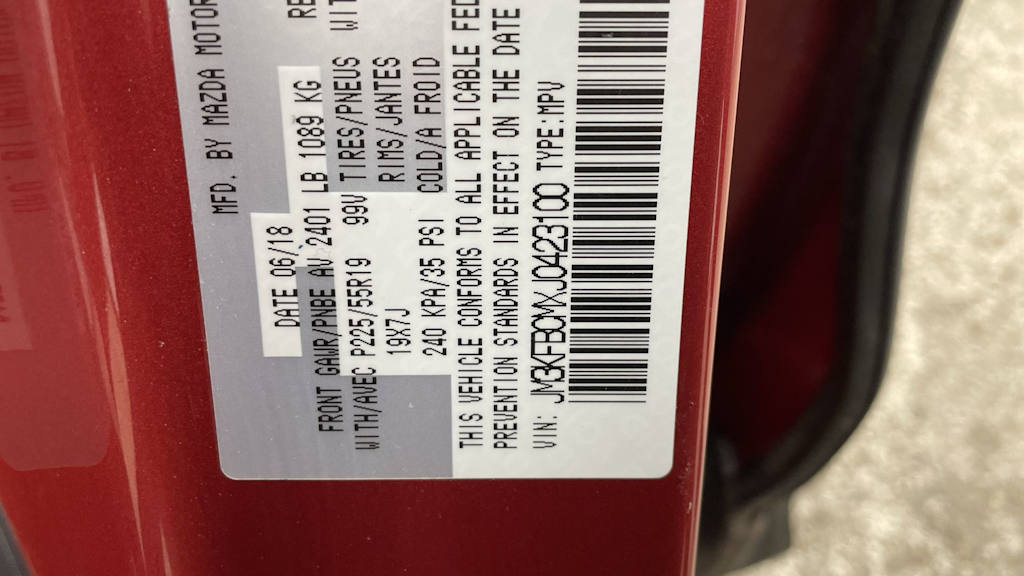 MFD. BY MAZDA MOTOR
DATE 06/18
FRONT GAWR/PNBE AV 2401 LB 1089 KG RE
WITH/AVEC P225/55R19 99V TIRES/PNEUS WIT
19X7J RIMS/JANTES
240 KPA/35 PSI COLD/A FROID
THIS VEHICLE CONFORMS TO ALL APPLICABLE FED
PREVENTION STANDARDS IN EFFECT ON THE DATE
VIN: JM3KFBCMXJ0423100 TYPE:MPV